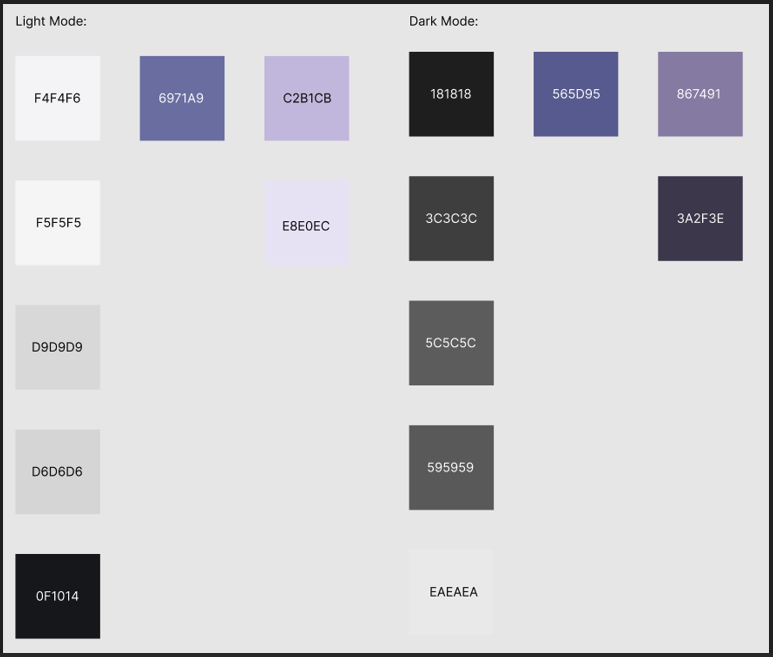 Light Mode:
F4F4F6
6971A9
C2B1CB
F5F5F5
E8E0EC
D9D9D9
D6D6D6
0F1014
Dark Mode:
181818
565D95
867491
3C3C3C
3A2F3E
5C5C5C
595959
EAEAEA